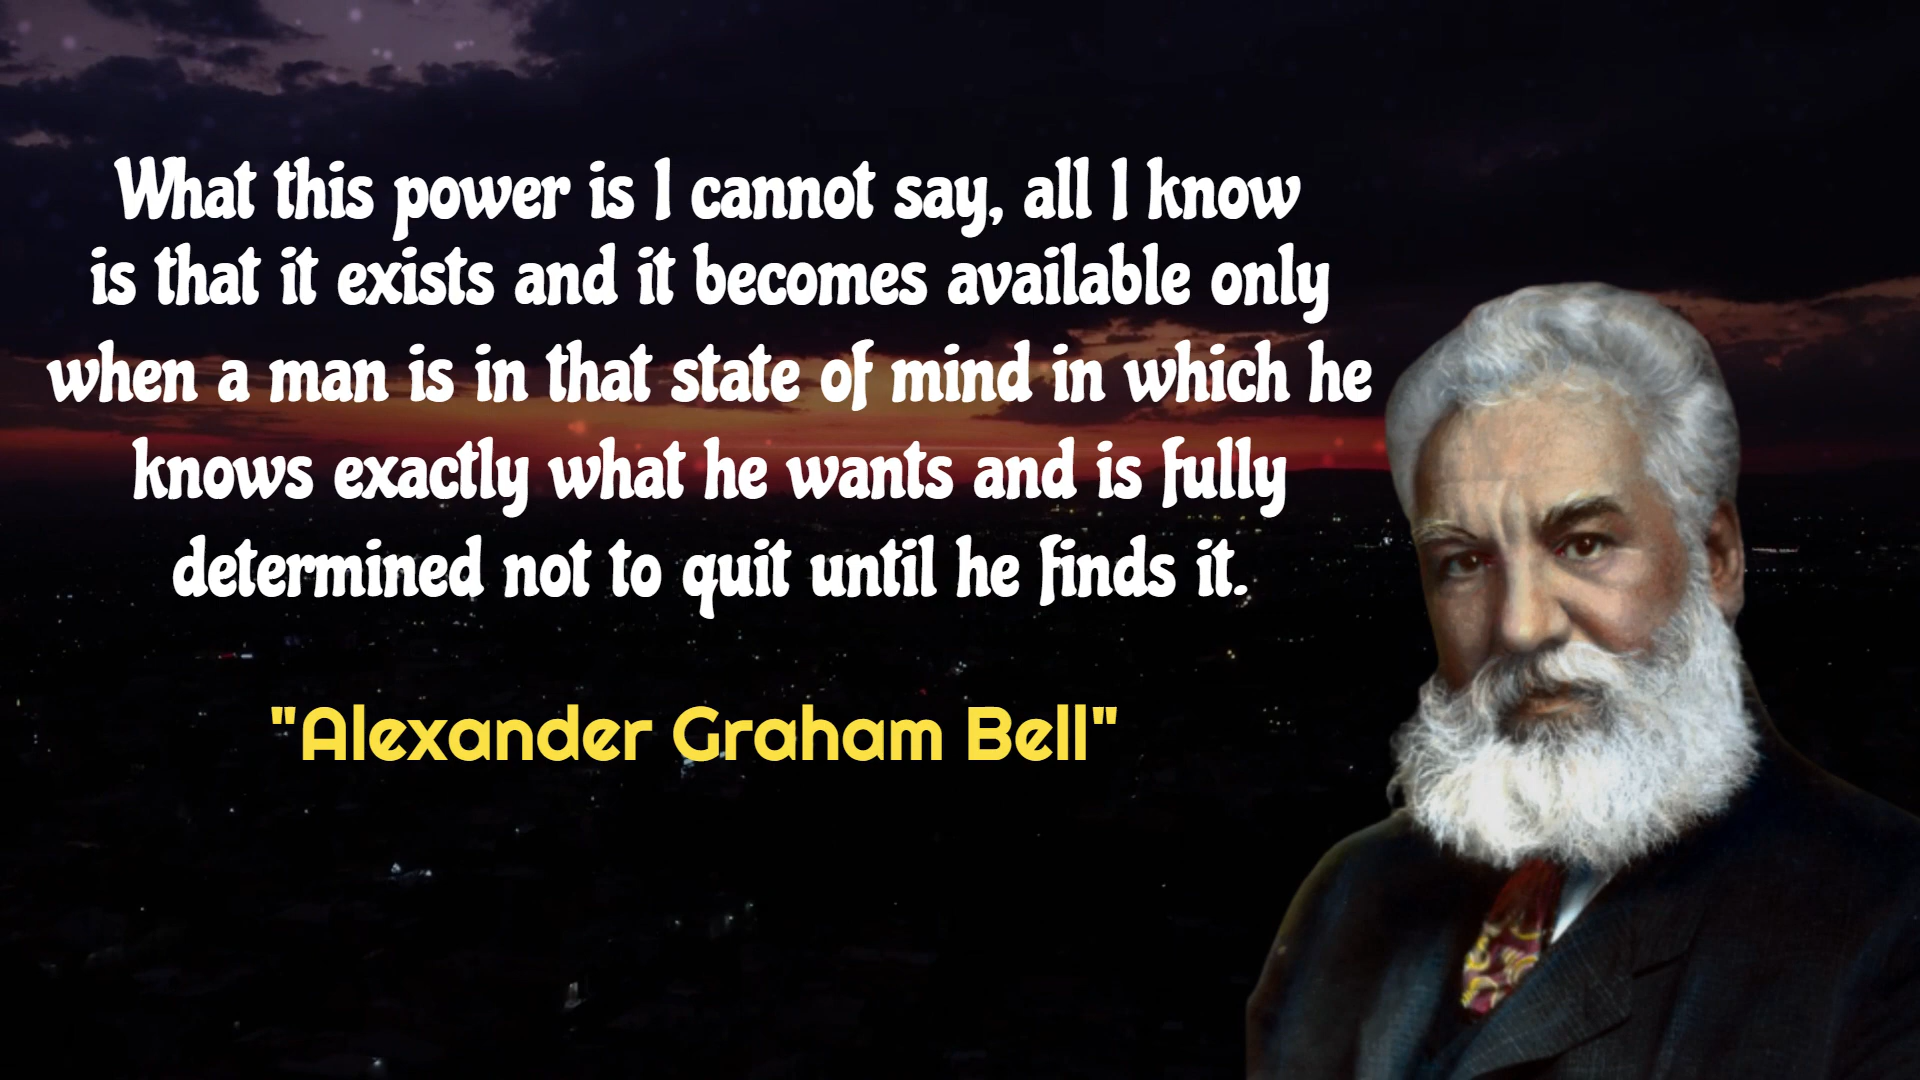 What this power is I cannot say, all I know
is that it exists and it becomes available only
when a man is in that state of mind in which he
knows exactly what he wants and is fully
determined not to quit until he finds it.
"Alexander Graham Bell"